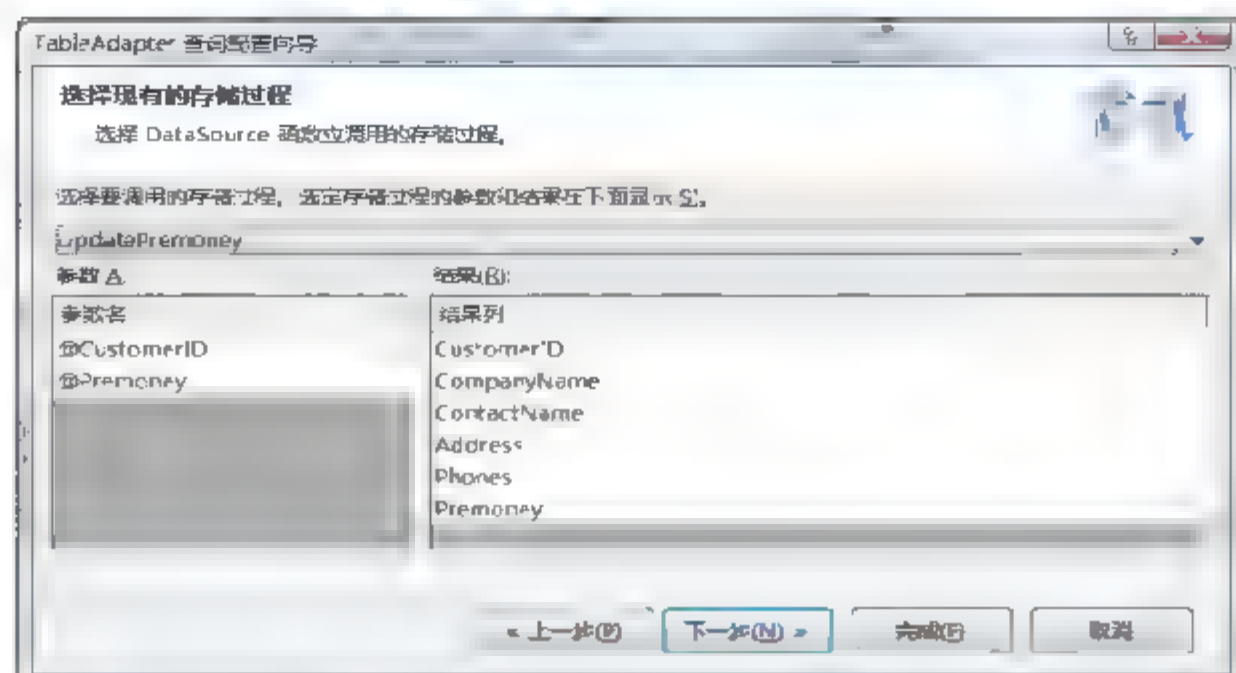 TableAdapter 查询配置向导
选择现有的存储过程
选择 DataSource 函数应调用的存储过程。
选择要调用的存储过程，选定存储过程的参数和结果在下面显示(S)。
UpdatePremoney
参数(A)
结果(R):
参数名
结果列
@CustomerID
CustomerID
@Premoney
CompanyName
ContactName
Address
Phones
Premoney
< 上一步(P)
下一步(N) >
完成(F)
取消